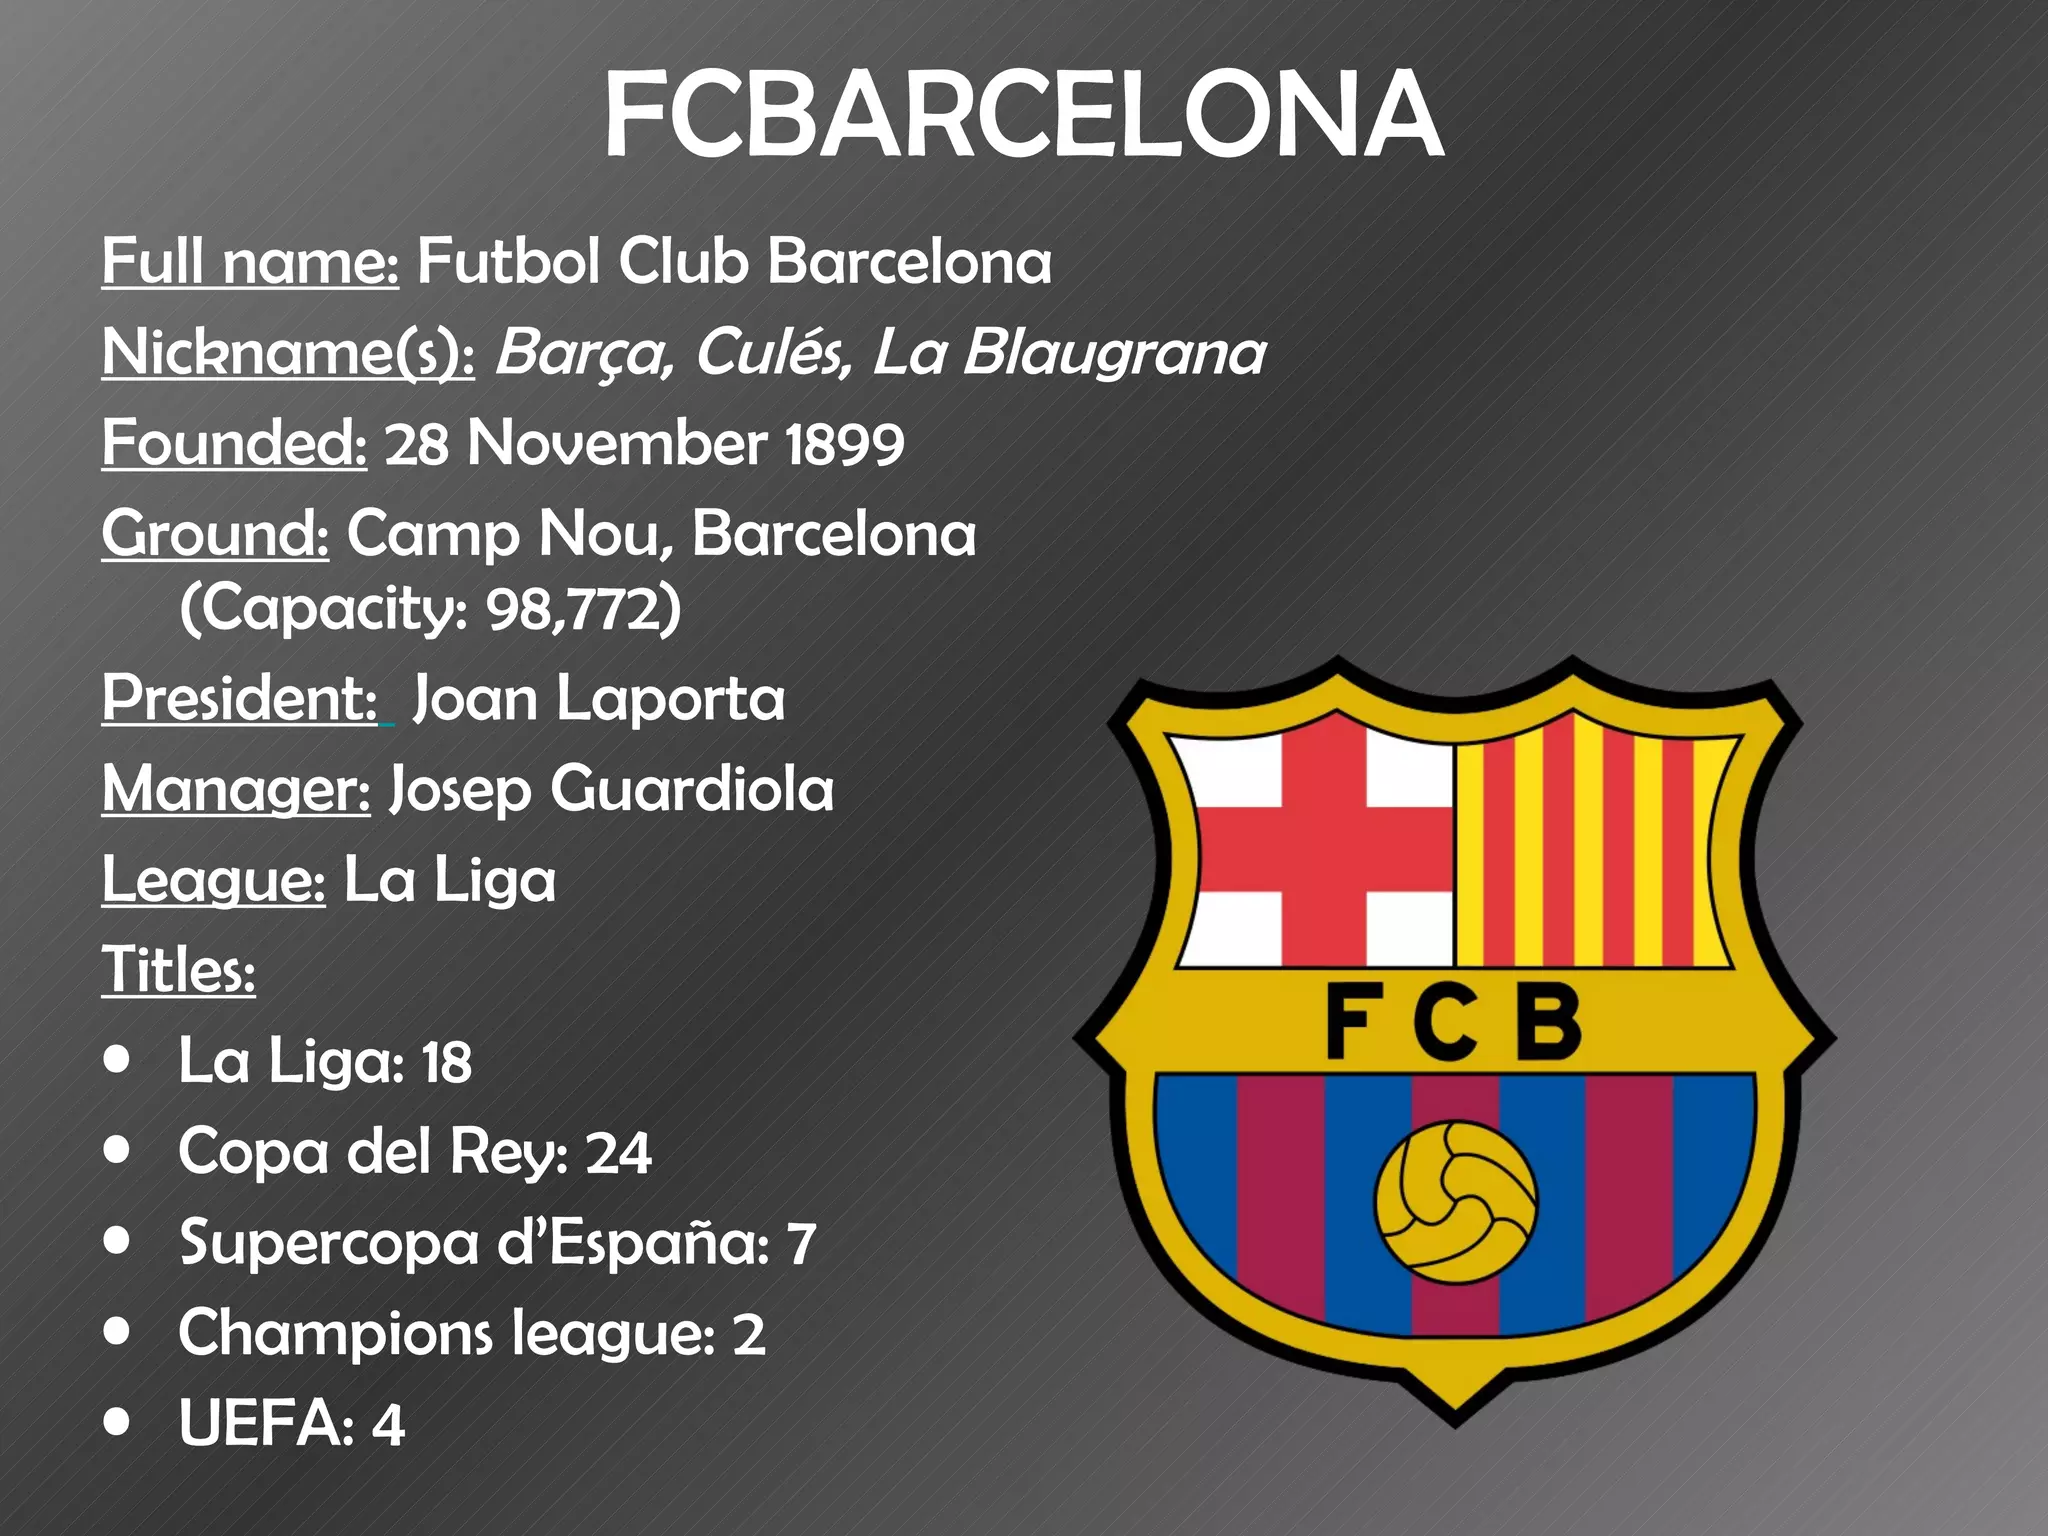 FCBARCELONA
Full name: Futbol Club Barcelona
Nickname(s): Barça, Culés, La Blaugrana
Founded: 28 November 1899
Ground: Camp Nou, Barcelona
(Capacity: 98,772)
President:  Joan Laporta
Manager: Josep Guardiola
League: La Liga
Titles:
• La Liga: 18
• Copa del Rey: 24
• Supercopa d’España: 7
• Champions league: 2
• UEFA: 4
F C B